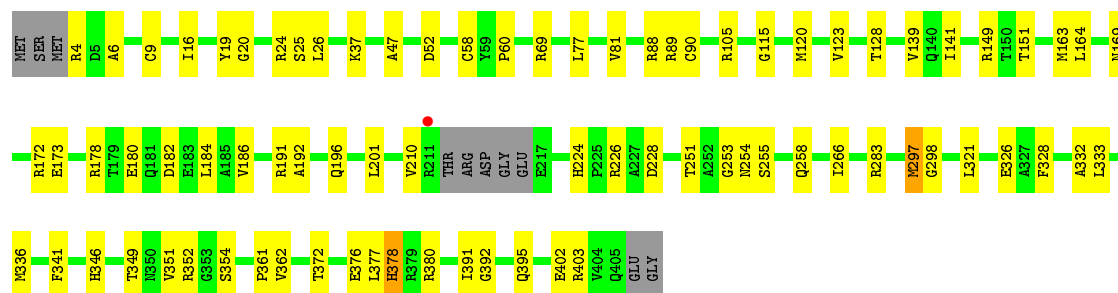 MET SER MET R4 D5 A6 C9 I16 Y19 G20 R24 S25 L26 K37 A47 D52 C58 Y59 P60 R69 L77 V81 R88 R89 C90 R105 G115 M120 V123 T128 V139 Q140 I141 R149 T150 T151 M163 L164 N169
R172 E173 R178 T179 E180 Q181 D182 E183 L184 A185 V186 R191 A192 Q196 L201 V210 R211 THR ARG ASP GLY GLU E217 H224 P225 R226 A227 D228 T251 A252 G253 N254 S255 Q258 I266 R283 M297 G298 L321 E326 A327 F328 A332 L333
M336 F341 H346 T349 N350 V351 R352 G353 S354 P361 V362 T372 E376 L377 H378 R379 R380 I391 G392 Q395 E402 R403 V404 Q405 GLU GLY